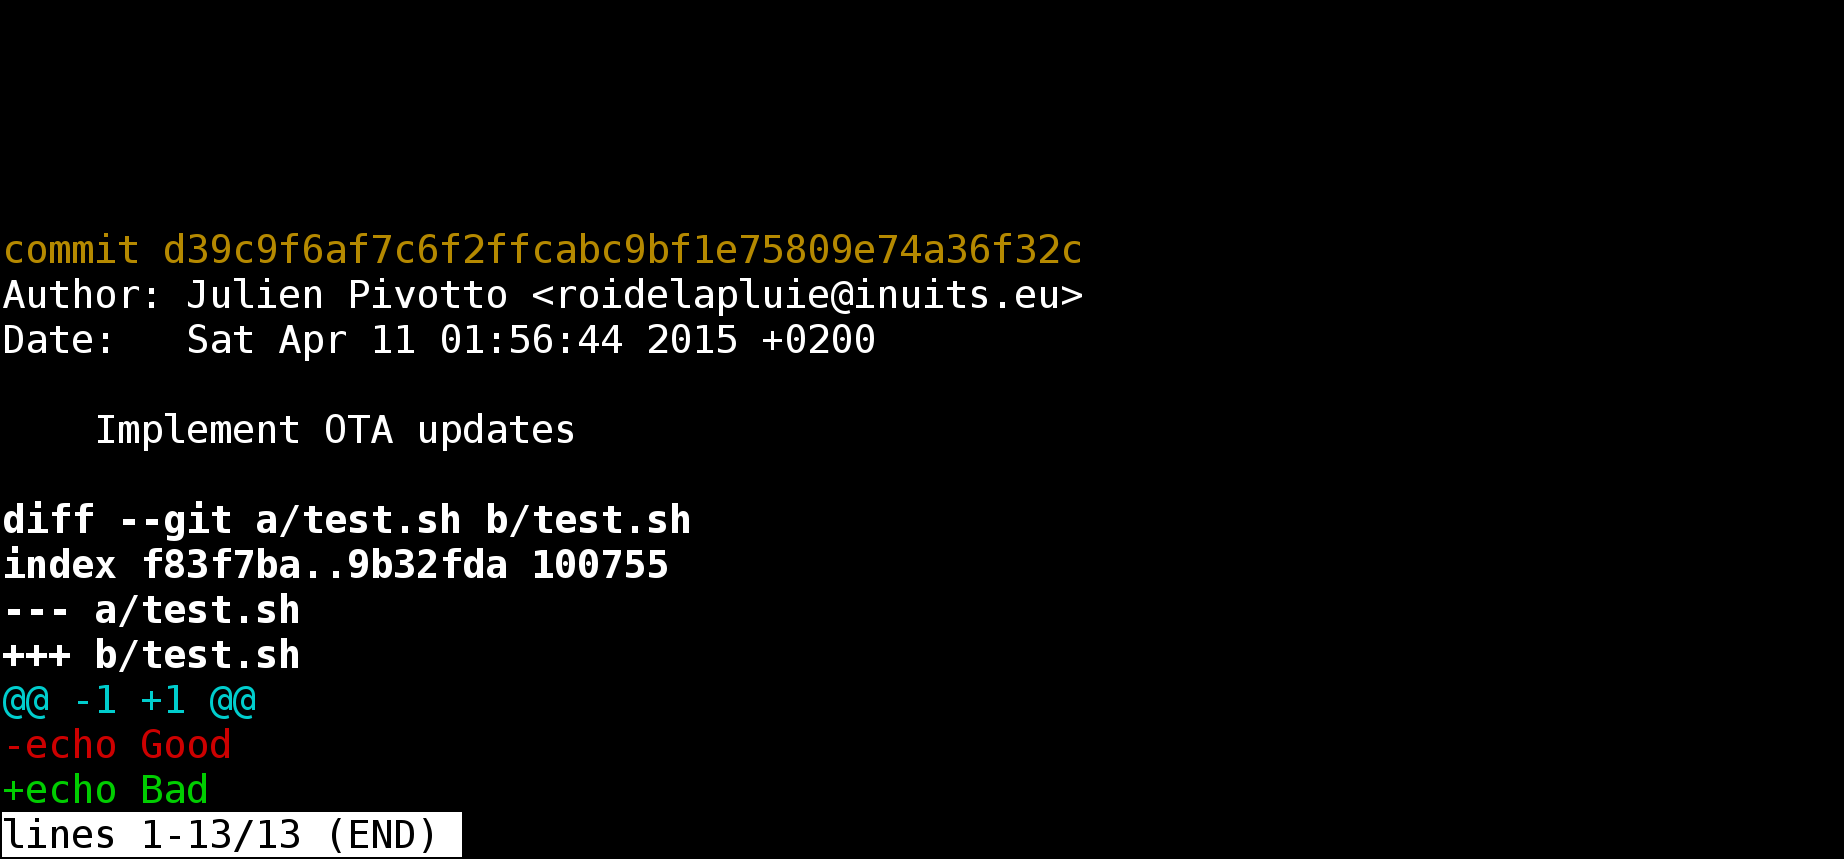 commit d39c9f6af7c6f2ffcabc9bf1e75809e74a36f32c
Author: Julien Pivotto <roidelapluie@inuits.eu>
Date:   Sat Apr 11 01:56:44 2015 +0200
    Implement OTA updates
diff --git a/test.sh b/test.sh
index f83f7ba..9b32fda 100755
--- a/test.sh
+++ b/test.sh
@@ -1 +1 @@
-echo Good
+echo Bad
lines 1-13/13 (END)